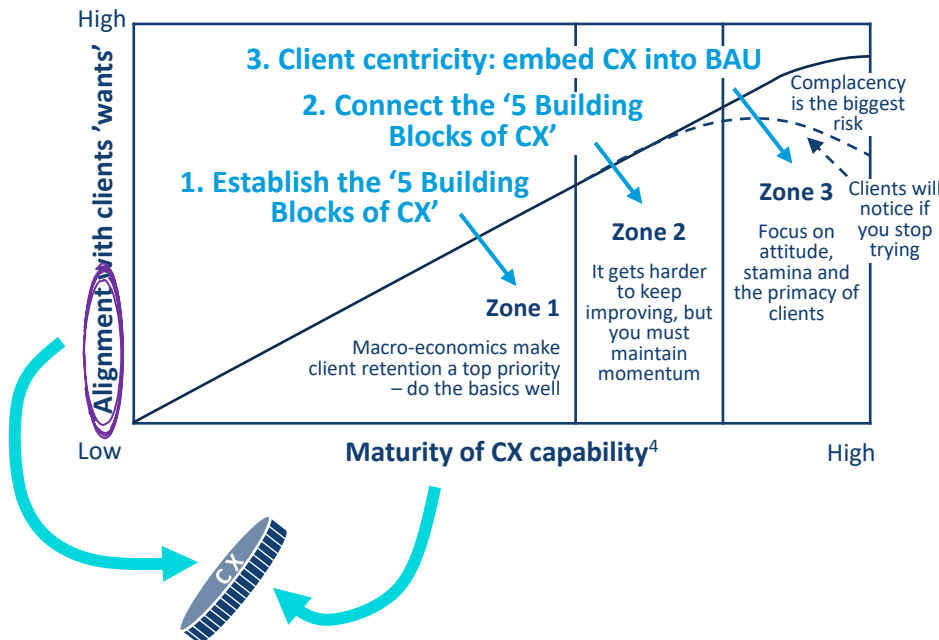 High
Alignment with clients 'wants'
Low
3. Client centricity: embed CX into BAU
2. Connect the ‘5 Building
Blocks of CX’
1. Establish the ‘5 Building
Blocks of CX’
Zone 1
Macro-economics make
client retention a top priority
– do the basics well
Zone 2
It gets harder
to keep
improving, but
you must
maintain
momentum
Complacency
is the biggest
risk
Zone 3
Focus on
attitude,
stamina and
the primacy of
clients
Clients will
notice if
you stop
trying
Maturity of CX capability⁴
High
CX